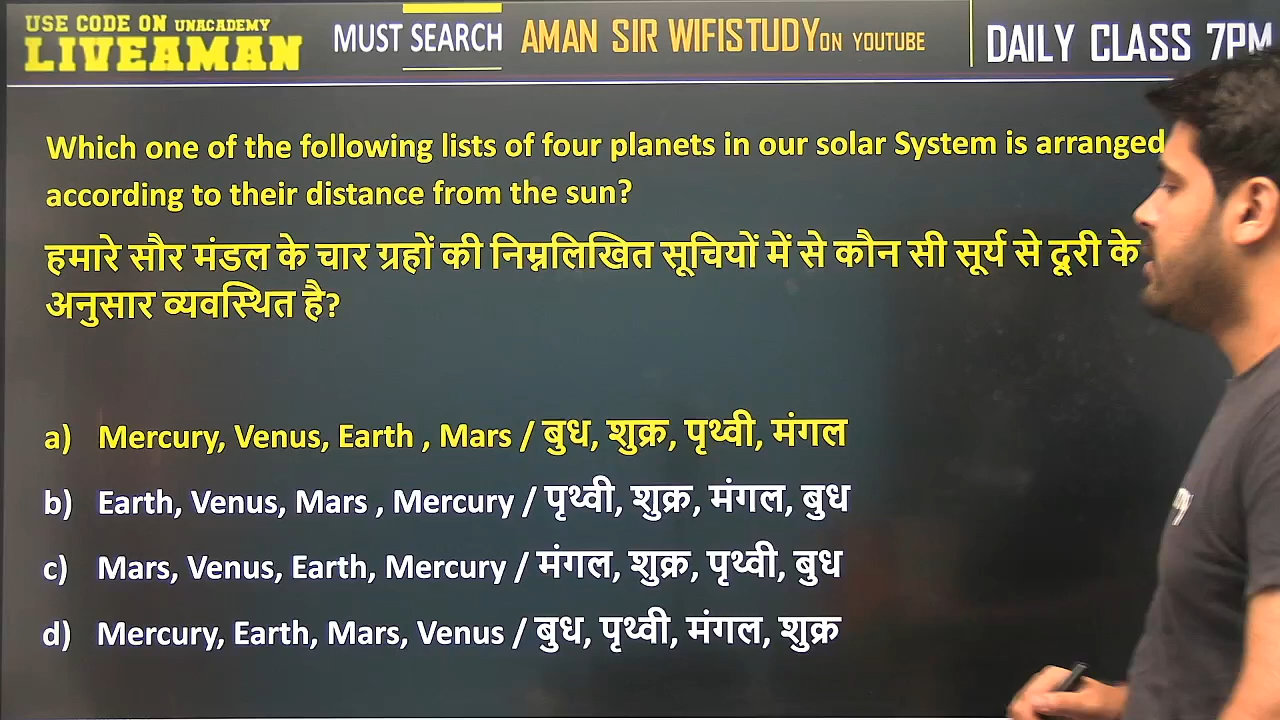 USE CODE ON UNACADEMY
LIVEAMAN
MUST SEARCH AMAN SIR WIFISTUDY ON YOUTUBE
DAILY CLASS 7PM
Which one of the following lists of four planets in our solar System is arranged
according to their distance from the sun?
हमारे सौर मंडल के चार ग्रहों की निम्नलिखित सूचियों में से कौन सी सूर्य से दूरी के
अनुसार व्यवस्थित है?
a) Mercury, Venus, Earth , Mars / बुध, शुक्र, पृथ्वी, मंगल
b) Earth, Venus, Mars , Mercury / पृथ्वी, शुक्र, मंगल, बुध
c) Mars, Venus, Earth, Mercury / मंगल, शुक्र, पृथ्वी, बुध
d) Mercury, Earth, Mars, Venus / बुध, पृथ्वी, मंगल, शुक्र